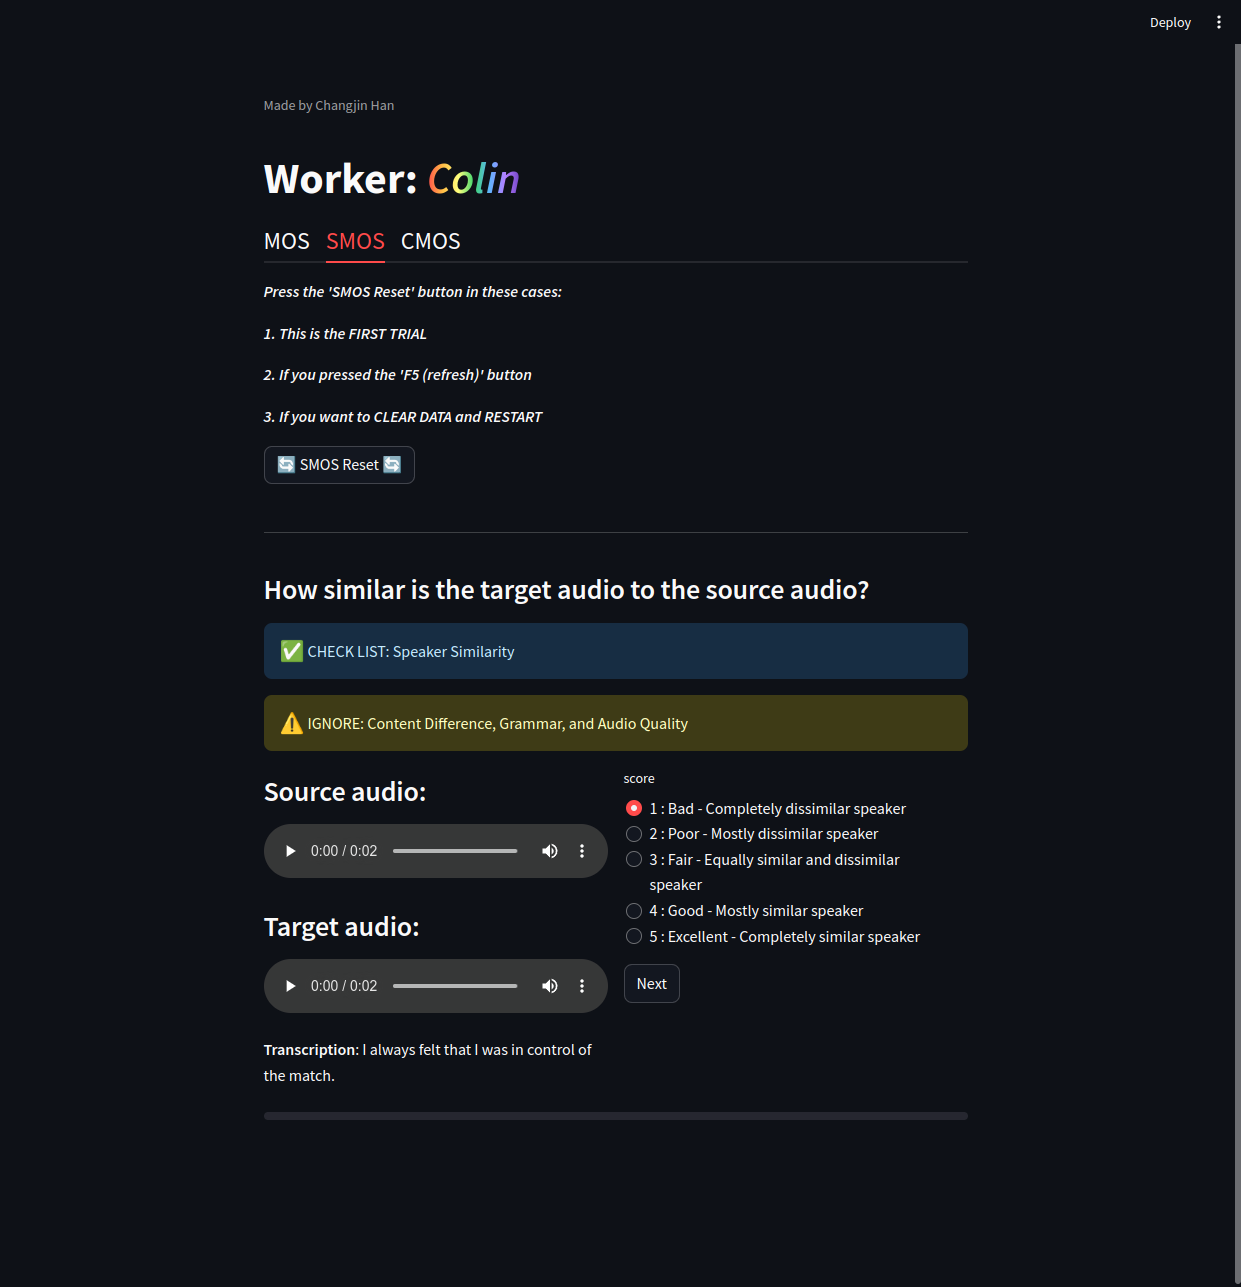 Deploy
Made by Changjin Han
Worker: Colin
MOS SMOS CMOS
Press the 'SMOS Reset' button in these cases:
1. This is the FIRST TRIAL
2. If you pressed the 'F5 (refresh)' button
3. If you want to CLEAR DATA and RESTART
SMOS Reset
How similar is the target audio to the source audio?
CHECK LIST: Speaker Similarity
IGNORE: Content Difference, Grammar, and Audio Quality
Source audio:
0:00 / 0:02
Target audio:
0:00 / 0:02
Transcription: I always felt that I was in control of
the match.
score
1 : Bad - Completely dissimilar speaker
2 : Poor - Mostly dissimilar speaker
3 : Fair - Equally similar and dissimilar
speaker
4 : Good - Mostly similar speaker
5 : Excellent - Completely similar speaker
Next